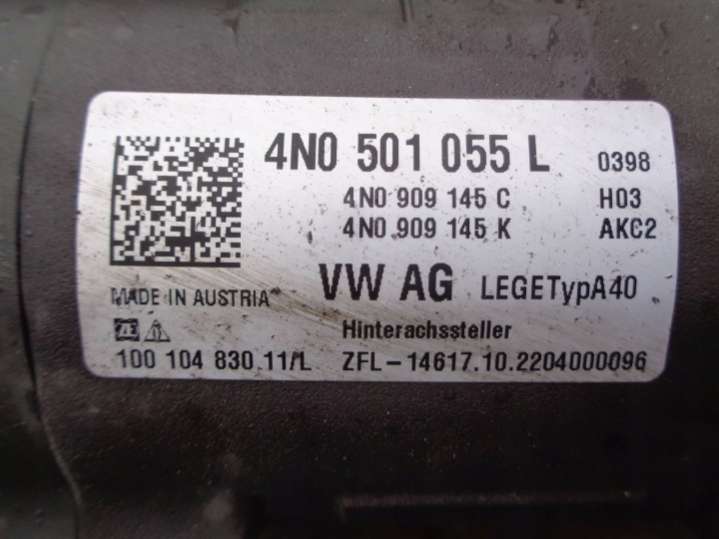 4N0 501 055 L 0398
4N0 909 145 C H03
4N0 909 145 K AKC2
MADE IN AUSTRIA VW AG LEGETypA40
ZF Hinterachssteller
100 104 830 11/L ZFL-14617.10.2204000096